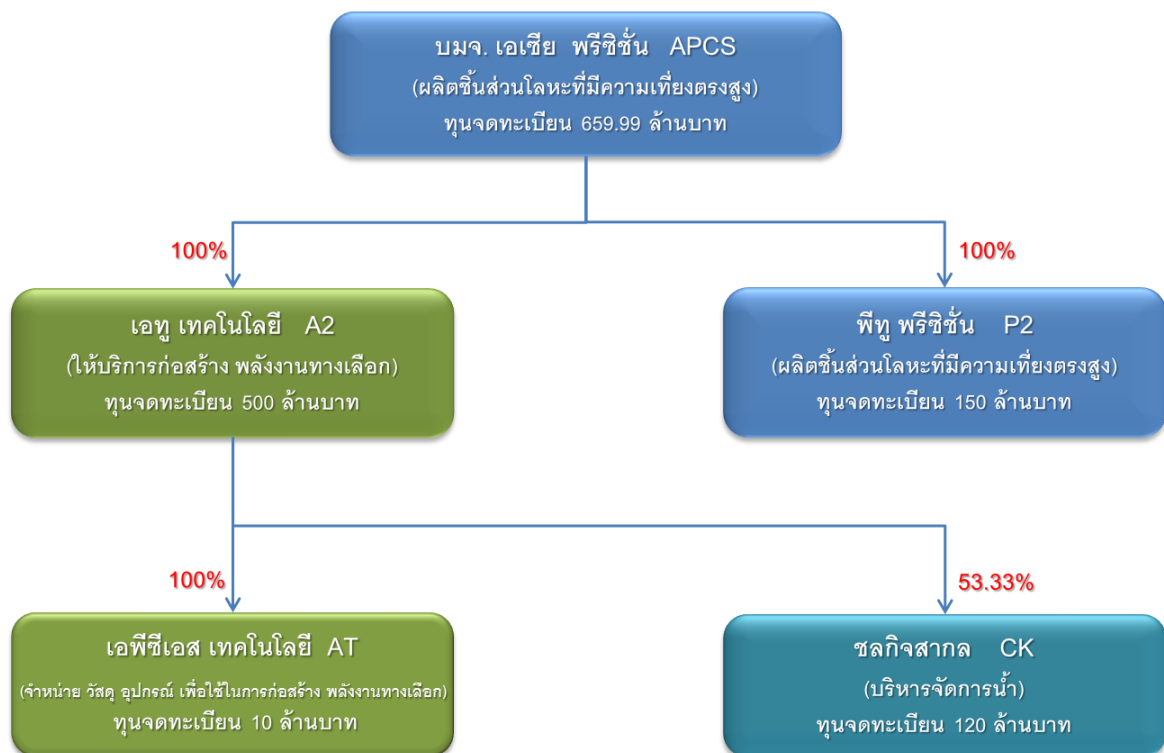 บมจ. เอเซีย พรีซิชั่น APCS
(ผลิตชิ้นส่วนโลหะที่มีความเที่ยงตรงสูง)
ทุนจดทะเบียน 659.99 ล้านบาท
100%
100%
เอทู เทคโนโลยี A2
(ให้บริการก่อสร้าง พลังงานทางเลือก)
ทุนจดทะเบียน 500 ล้านบาท
พีทู พรีซิชั่น P2
(ผลิตชิ้นส่วนโลหะที่มีความเที่ยงตรงสูง)
ทุนจดทะเบียน 150 ล้านบาท
100%
53.33%
เอพีซีเอส เทคโนโลยี AT
(จำหน่าย วัสดุ อุปกรณ์ เพื่อใช้ในการก่อสร้าง พลังงานทางเลือก)
ทุนจดทะเบียน 10 ล้านบาท
ชลกิจสากล CK
(บริหารจัดการน้ำ)
ทุนจดทะเบียน 120 ล้านบาท